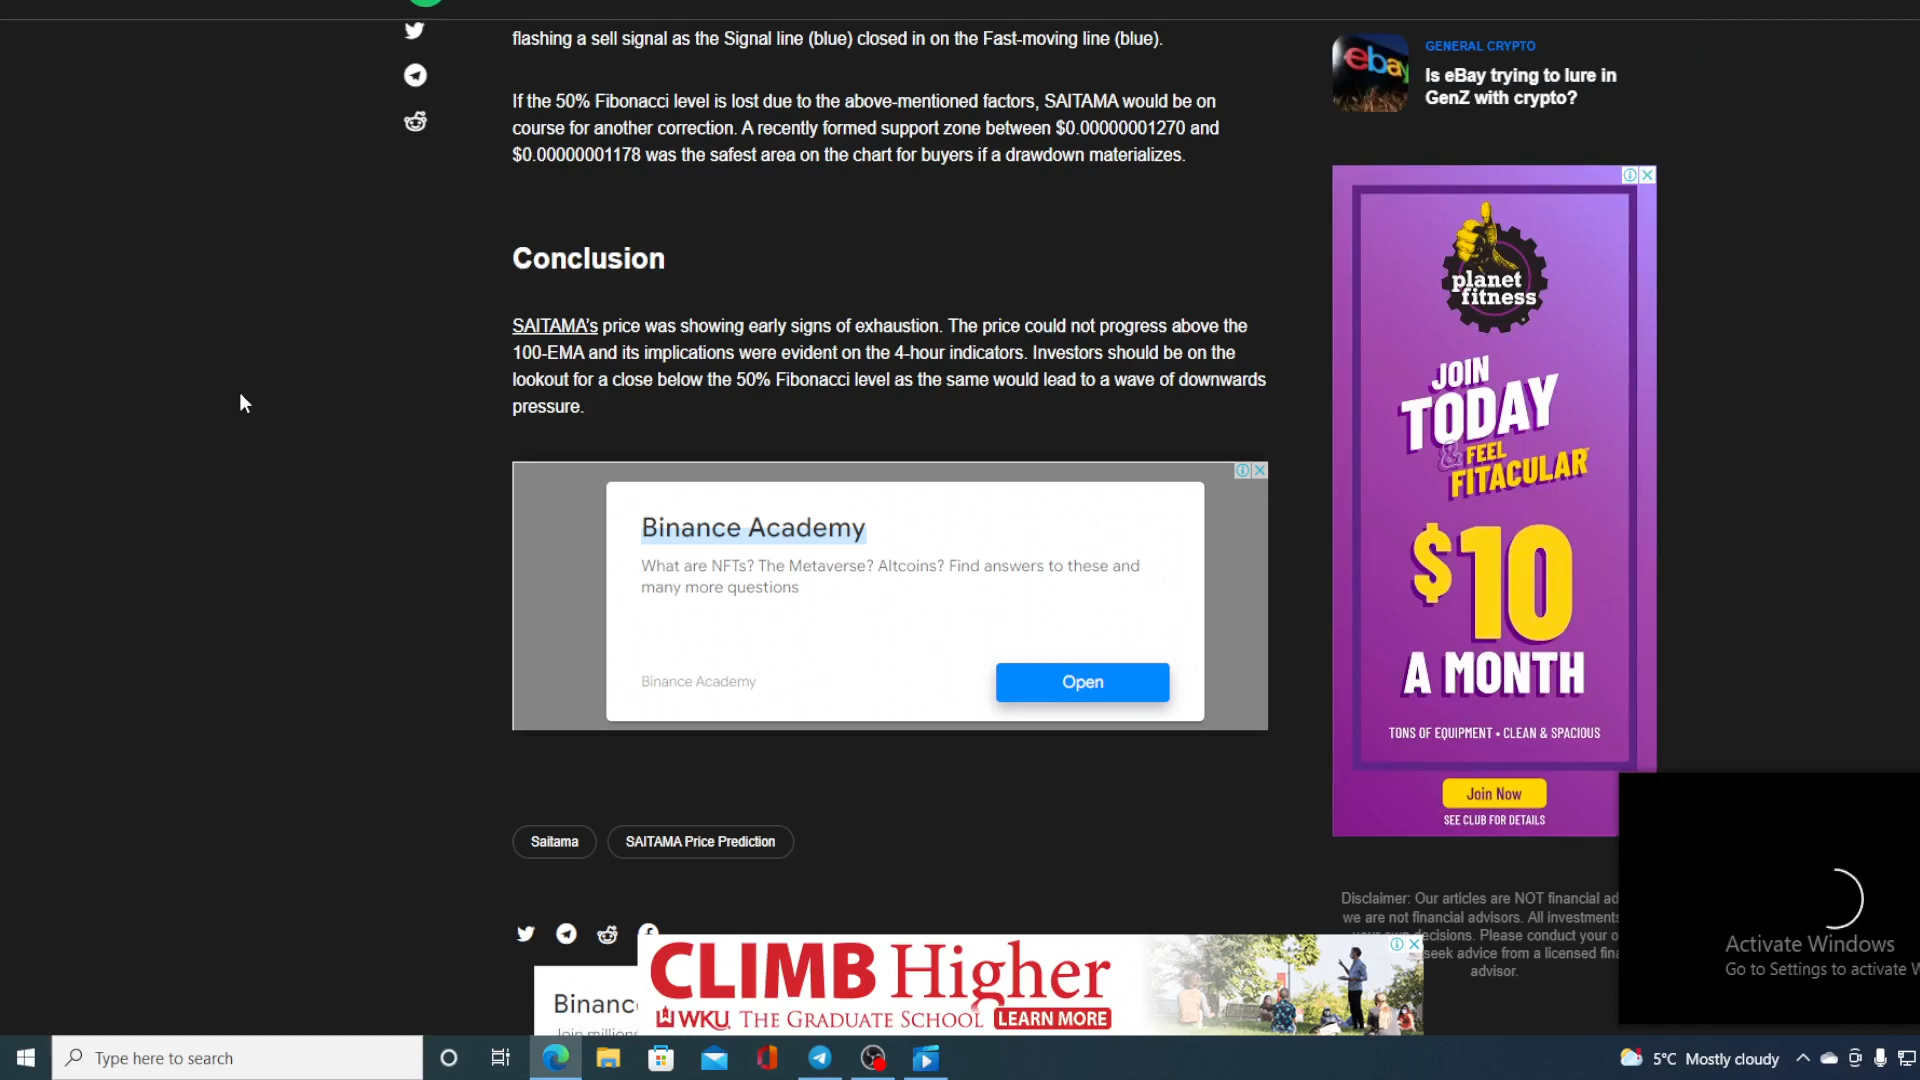 flashing a sell signal as the Signal line (blue) closed in on the Fast-moving line (blue).
If the 50% Fibonacci level is lost due to the above-mentioned factors, SAITAMA would be on
course for another correction. A recently formed support zone between $0.00000001270 and
$0.00000001178 was the safest area on the chart for buyers if a drawdown materializes.
Conclusion
SAITAMA's price was showing early signs of exhaustion. The price could not progress above the
100-EMA and its implications were evident on the 4-hour indicators. Investors should be on the
lookout for a close below the 50% Fibonacci level as the same would lead to a wave of downwards
pressure.
Binance Academy
What are NFTs? The Metaverse? Altcoins? Find answers to these and
many more questions
Binance Academy
Open
Saitama
SAITAMA Price Prediction
ebay
GENERAL CRYPTO
Is eBay trying to lure in
GenZ with crypto?
planet
fitness
JOIN
TODAY
& FEEL
FITACULAR
$10
A MONTH
TONS OF EQUIPMENT • CLEAN & SPACIOUS
Join Now
SEE CLUB FOR DETAILS
Disclaimer: Our articles are NOT financial ad
we are not financial advisors. All investments
decisions. Please conduct your o
seek advice from a licensed fina
advisor.
Activate Windows
Go to Settings to activate W
Binanc
Join millions
CLIMB Higher
WKU. THE GRADUATE SCHOOL LEARN MORE
Type here to search
5°C Mostly cloudy